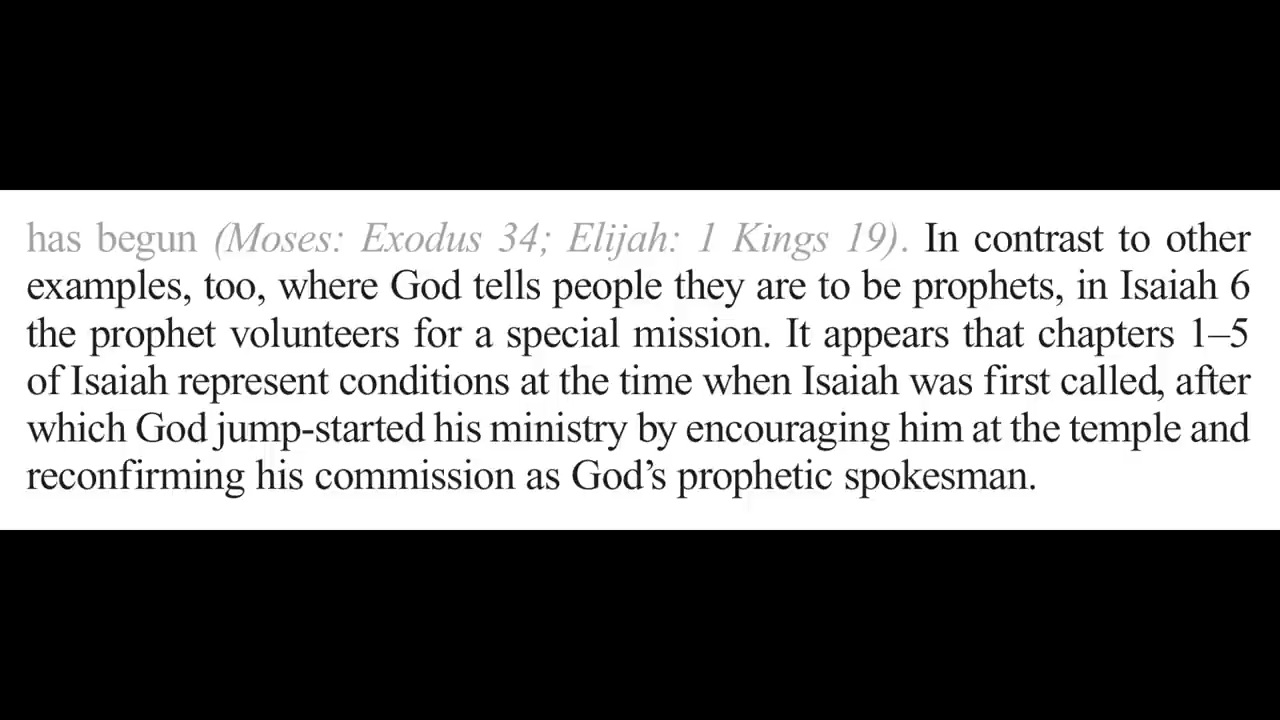 has begun (Moses: Exodus 34; Elijah: 1 Kings 19). In contrast to other
examples, too, where God tells people they are to be prophets, in Isaiah 6
the prophet volunteers for a special mission. It appears that chapters 1–5
of Isaiah represent conditions at the time when Isaiah was first called, after
which God jump-started his ministry by encouraging him at the temple and
reconfirming his commission as God’s prophetic spokesman.